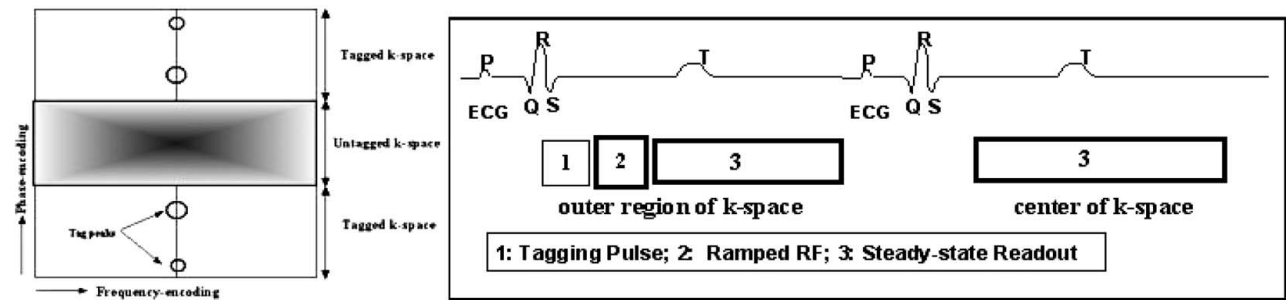 Tagged k-space
Untagged k-space
Tagged k-space
Phase-encoding
Tag peaks
Frequency-encoding
R R
P T P T
Q S Q S
ECG ECG
1 2 3 3
outer region of k-space center of k-space
1: Tagging Pulse; 2: Ramped RF; 3: Steady-state Readout